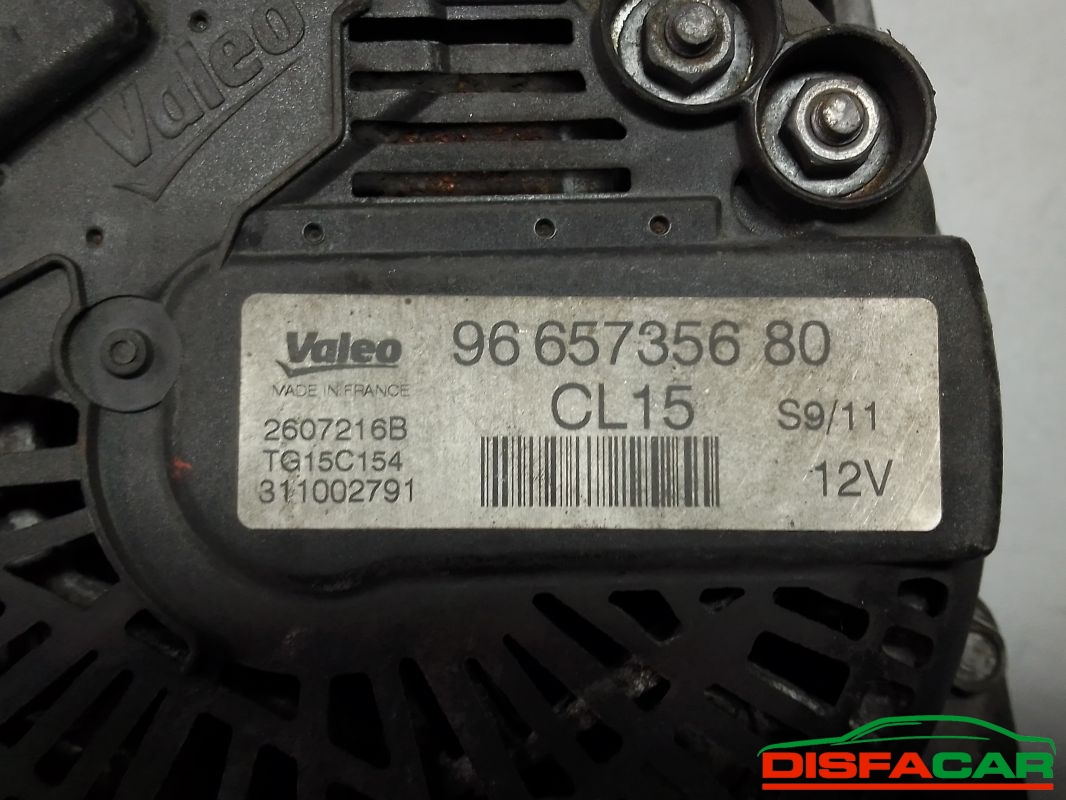 Valeo
Valeo
96 657356 80
MADE IN FRANCE
CL15
S9/11
2607216B
TG15C154
311002791
12V
DISFACAR